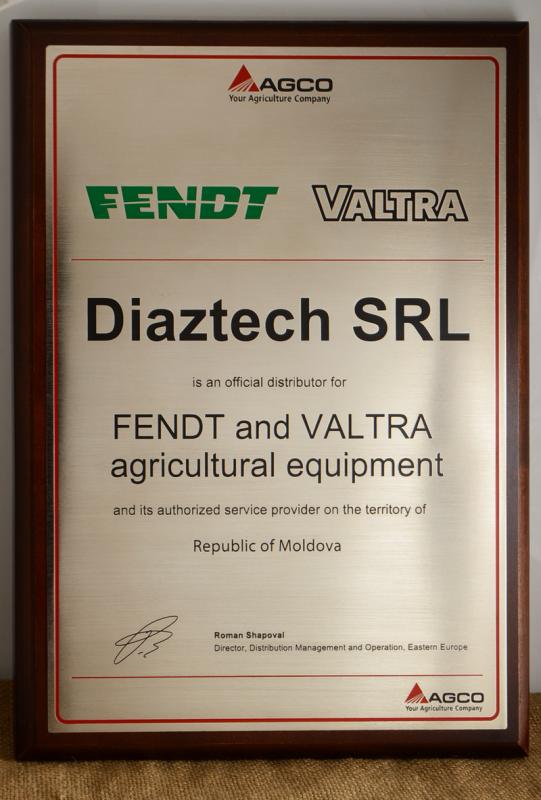 AGCO
Your Agriculture Company
FENDT VALTRA
Diaztech SRL
is an official distributor for
FENDT and VALTRA
agricultural equipment
and its authorized service provider on the territory of
Republic of Moldova
Roman Shapoval
Director, Distribution Management and Operation, Eastern Europe
AGCO
Your Agriculture Company